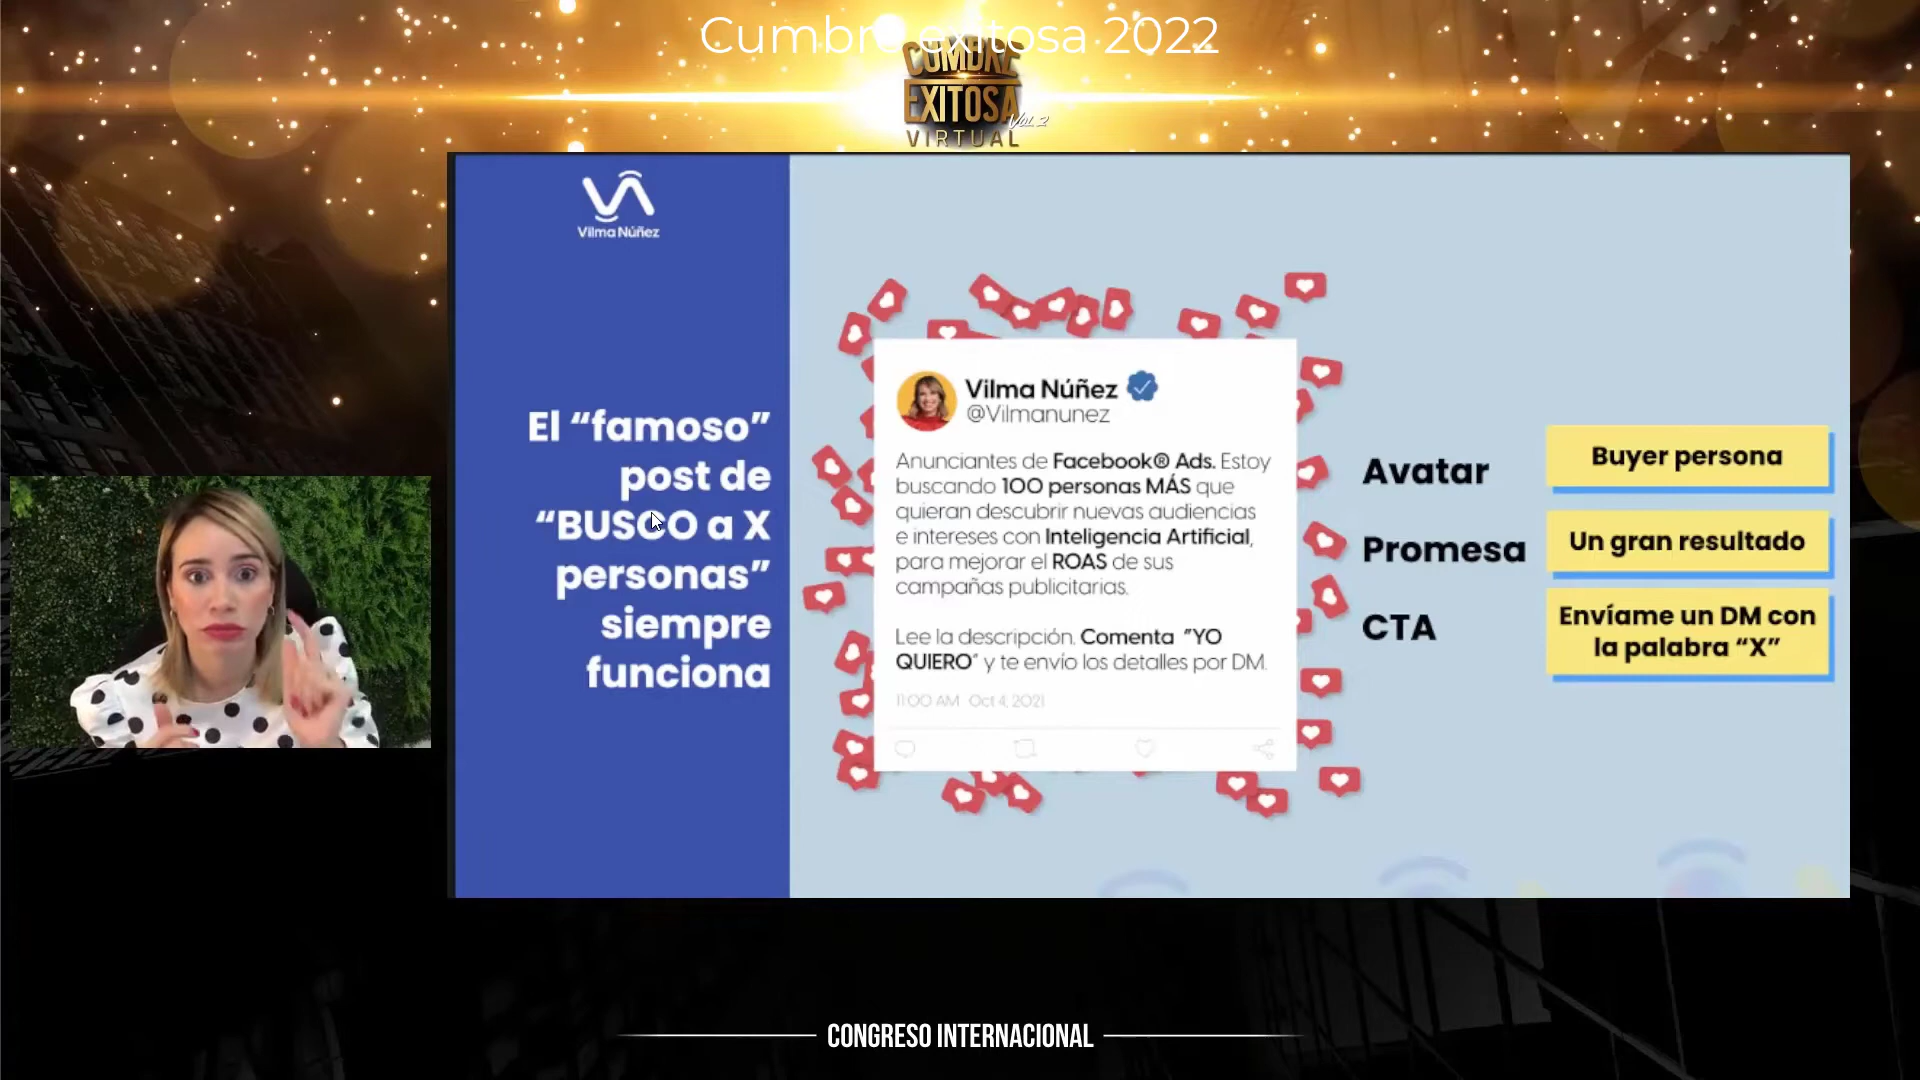 Cumbre exitosa 2022
CUMBRE
EXITOSA
Vol. 2
VIRTUAL
Vilma Núñez
El “famoso”
post de
“BUSCO a X
personas”
siempre
funciona
Vilma Núñez
@Vilmanunez
Anunciantes de Facebook® Ads. Estoy
buscando 100 personas MÁS que
quieran descubrir nuevas audiencias
e intereses con Inteligencia Artificial,
para mejorar el ROAS de sus
campañas publicitarias.
Lee la descripción. Comenta "YO
QUIERO" y te envío los detalles por DM.
11:00 AM Oct 4, 2021
Avatar
Buyer persona
Promesa
Un gran resultado
CTA
Envíame un DM con
la palabra “X”
CONGRESO INTERNACIONAL